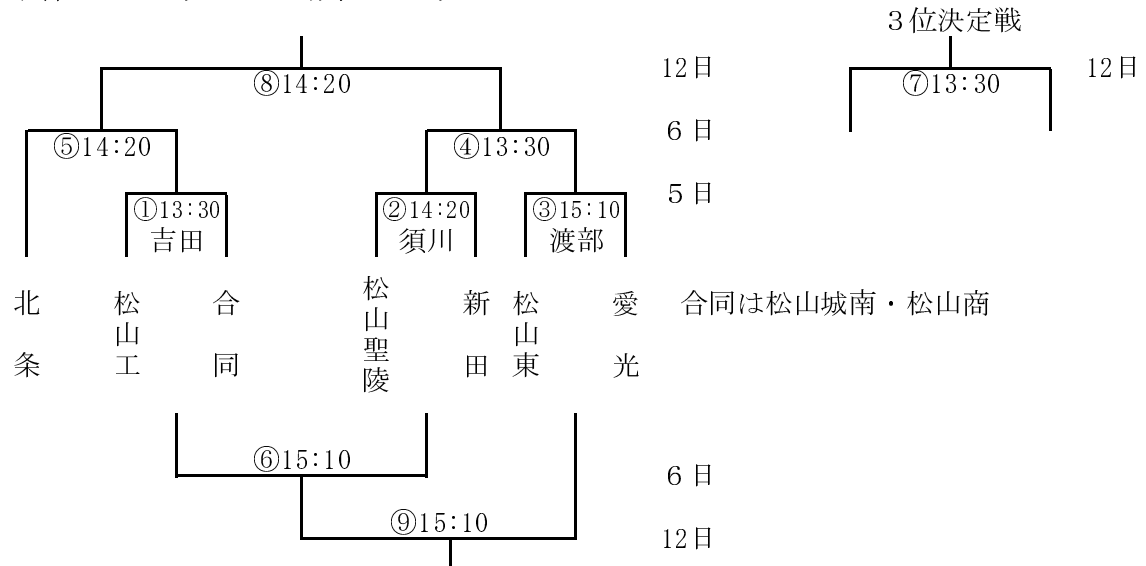 3位決定戦
⑧14:20
12日
⑦13:30
12日
⑤14:20
④13:30
6日
①13:30
②14:20
③15:10
5日
吉田
須川
渡部
北条
松山工
合同
松山聖陵
新田
松山東
愛光
合同は松山城南・松山商
⑥15:10
6日
⑨15:10
12日